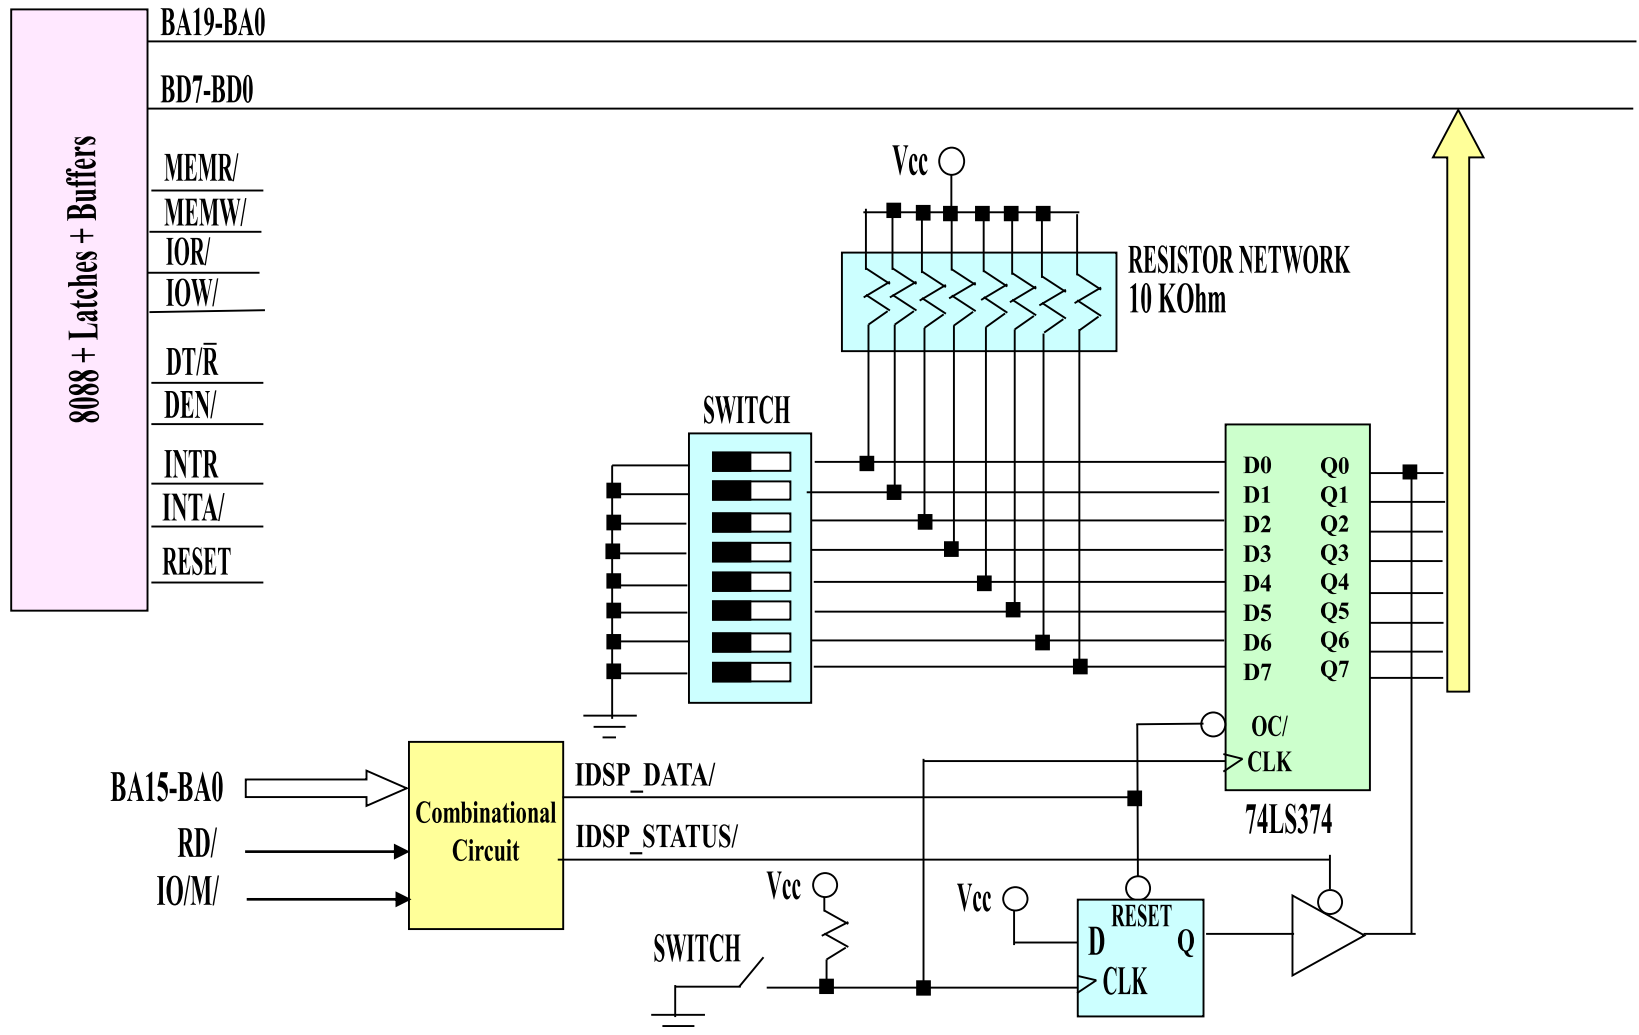 BA19-BA0
BD7-BD0
8088 + Latches + Buffers
MEMR/
MEMW/
IOR/
IOW/
DT/R̅
DEN/
INTR
INTA/
RESET
Vcc
RESISTOR NETWORK
10 KOhm
SWITCH
D0 Q0
D1 Q1
D2 Q2
D3 Q3
D4 Q4
D5 Q5
D6 Q6
D7 Q7
OC/
CLK
74LS374
BA15-BA0
RD/
IO/M/
Combinational
Circuit
IDSP_DATA/
IDSP_STATUS/
Vcc
SWITCH
Vcc
RESET
D Q
CLK